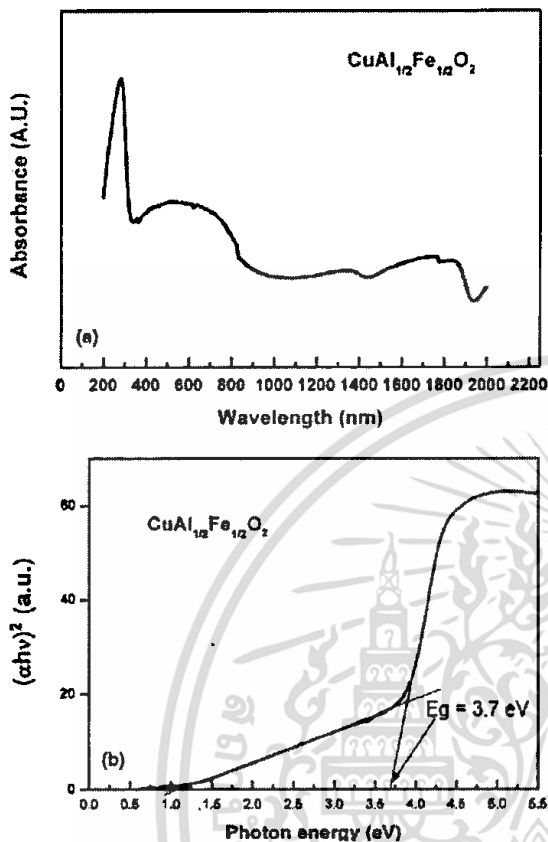 CuAl1/2Fe1/2O2
Absorbance (A.U.)
(a)
0 200 400 600 800 1000 1200 1400 1600 1800 2000 2200
Wavelength (nm)
CuAl1/2Fe1/2O2
(αhν)2 (a.u.)
60
40
20
0
Eg = 3.7 eV
(b)
0.0 0.5 1.0 1.5 2.0 2.5 3.0 3.5 4.0 4.5 5.0 5.5
Photon energy (eV)